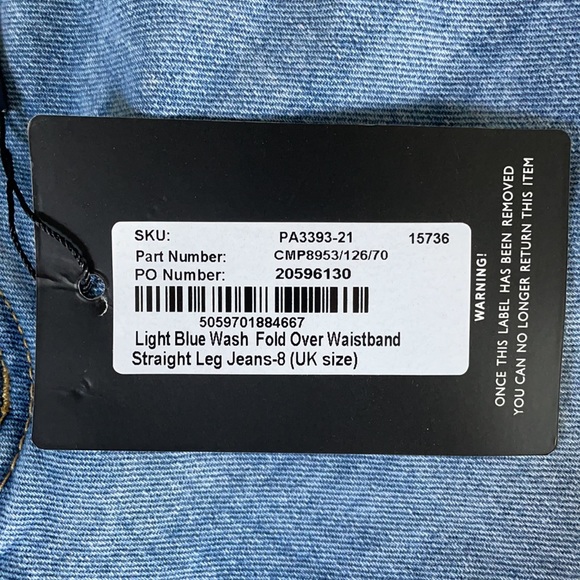 SKU: PA3393-21 15736
Part Number: CMP8953/126/70
PO Number: 20596130
5059701884667
Light Blue Wash Fold Over Waistband
Straight Leg Jeans-8 (UK size)
WARNING!
ONCE THIS LABEL HAS BEEN REMOVED
YOU CAN NO LONGER RETURN THIS ITEM